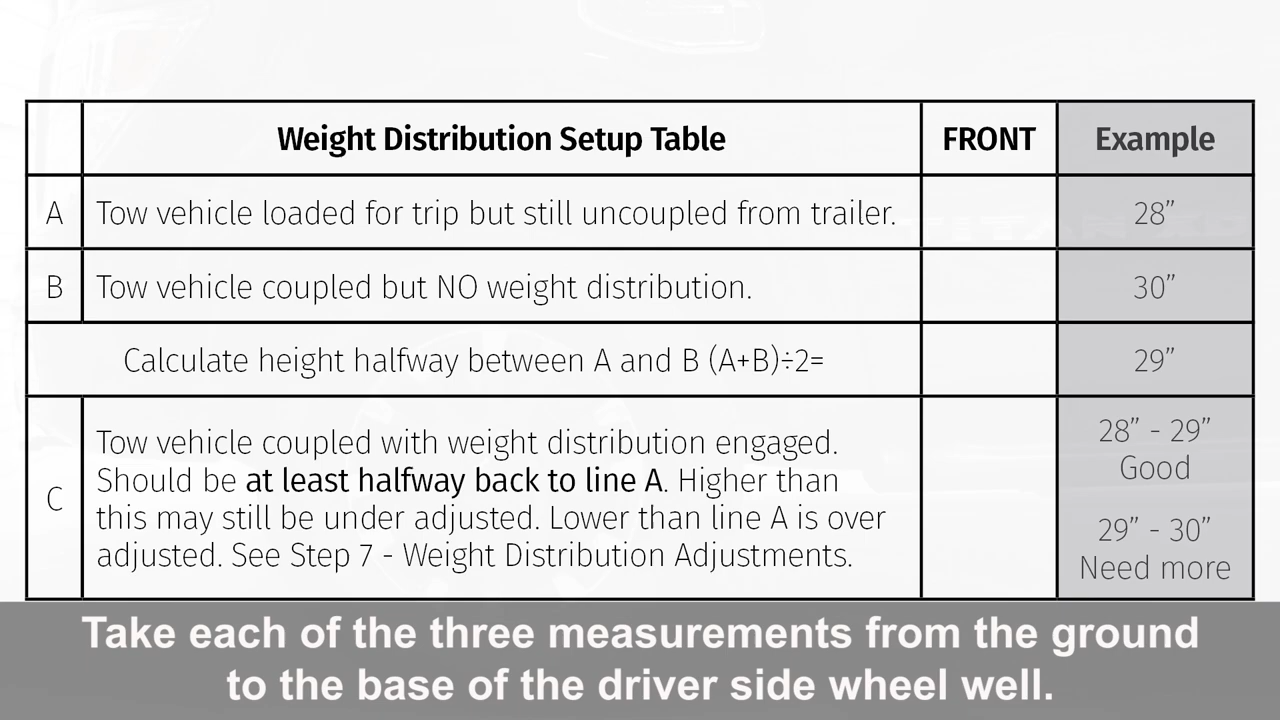 Weight Distribution Setup Table FRONT Example
A Tow vehicle loaded for trip but still uncoupled from trailer. 28”
B Tow vehicle coupled but NO weight distribution. 30”
Calculate height halfway between A and B (A+B)÷2= 29”
C
Tow vehicle coupled with weight distribution engaged.
Should be at least halfway back to line A. Higher than
this may still be under adjusted. Lower than line A is over
adjusted. See Step 7 - Weight Distribution Adjustments.
28” - 29”
Good
29” - 30”
Need more
Take each of the three measurements from the ground
to the base of the driver side wheel well.